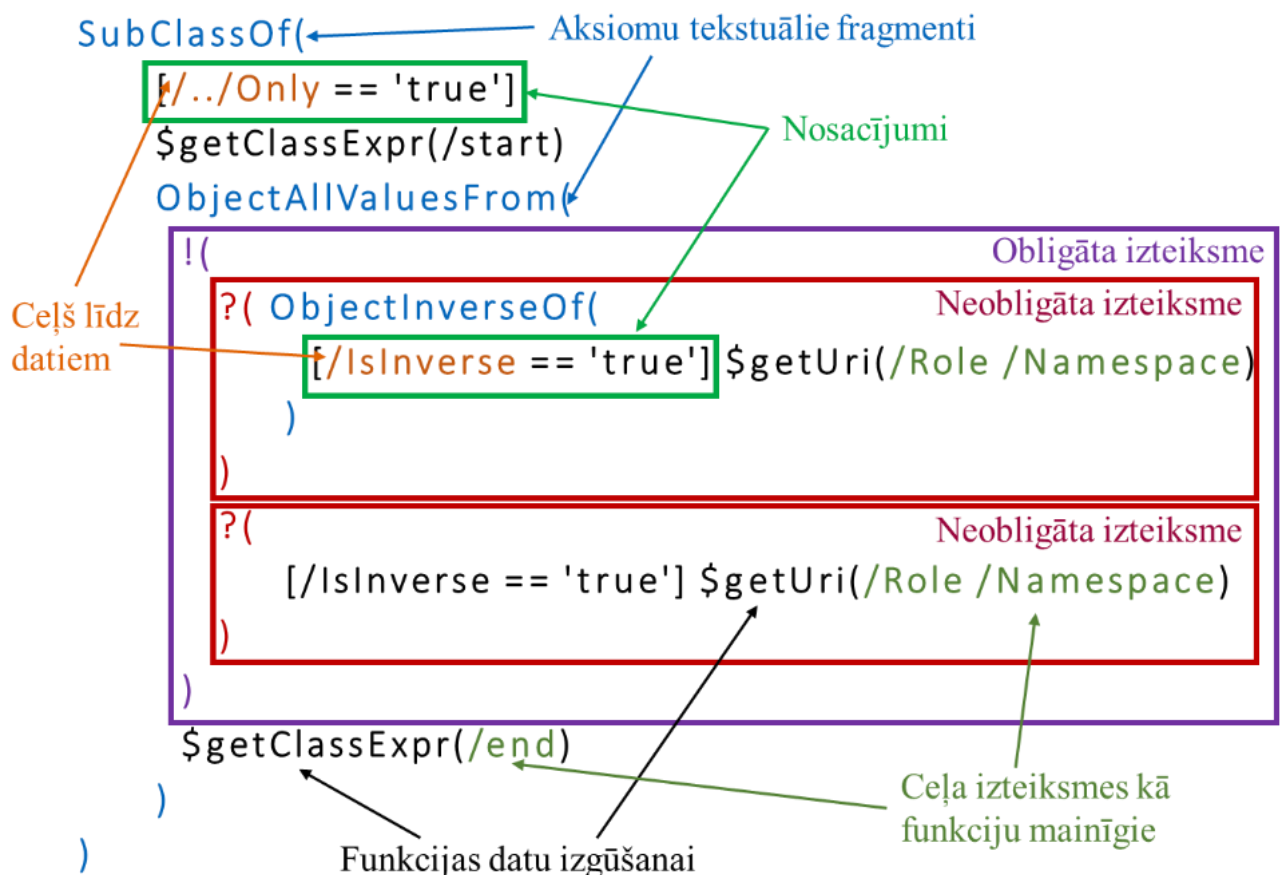 SubClassOf( Aksiomu tekstuālie fragmenti
[/../Only == 'true']
Nosacījumi
$getClassExpr(/start)
ObjectAllValuesFrom(
!( Obligāta izteiksme
?( ObjectInverseOf( Neobligāta izteiksme
Ceļš līdz
datiem
[/IsInverse == 'true'] $getUri(/Role /Namespace)
)
)
?( Neobligāta izteiksme
[/IsInverse == 'true'] $getUri(/Role /Namespace)
)
)
$getClassExpr(/end)
)
Ceļa izteiksmes kā
funkciju mainīgie
)
Funkcijas datu izgūšanai